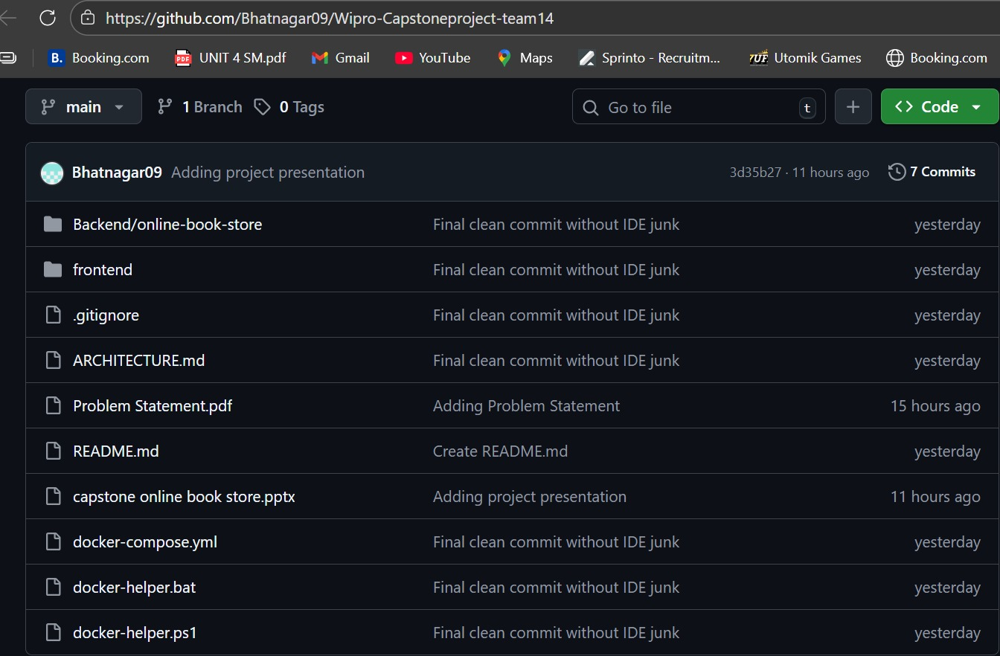 https://github.com/Bhatnagar09/Wipro-Capstoneproject-team14
B. Booking.com PDF UNIT 4 SM.pdf Gmail YouTube Maps Sprinto - Recruitm... 7UE Utomik Games Booking.com
main 1 Branch 0 Tags Go to file t + <> Code
Bhatnagar09 Adding project presentation 3d35b27 · 11 hours ago 7 Commits
Backend/online-book-store Final clean commit without IDE junk yesterday
frontend Final clean commit without IDE junk yesterday
.gitignore Final clean commit without IDE junk yesterday
ARCHITECTURE.md Final clean commit without IDE junk yesterday
Problem Statement.pdf Adding Problem Statement 15 hours ago
README.md Create README.md yesterday
capstone online book store.pptx Adding project presentation 11 hours ago
docker-compose.yml Final clean commit without IDE junk yesterday
docker-helper.bat Final clean commit without IDE junk yesterday
docker-helper.ps1 Final clean commit without IDE junk yesterday